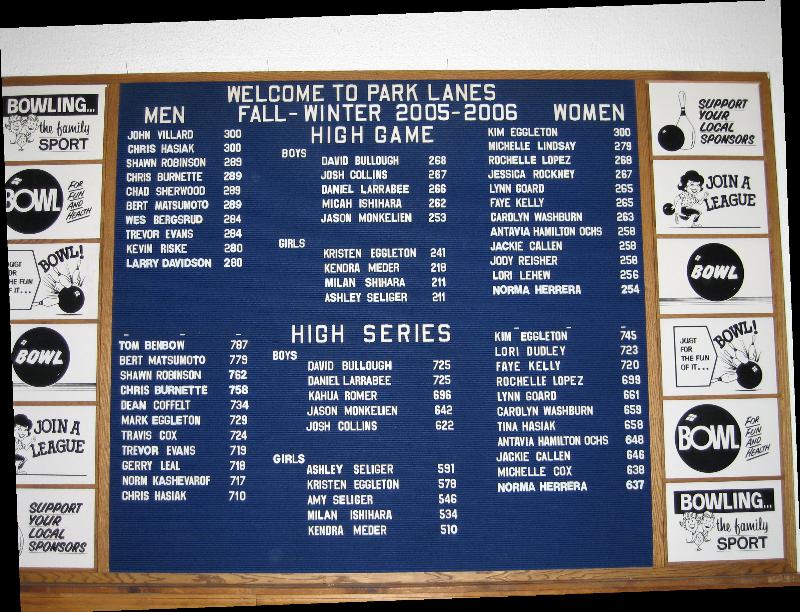 WELCOME TO PARK LANES
FALL-WINTER 2005-2006
MEN
WOMEN
HIGH GAME
JOHN VILLARD 300
CHRIS HASIAK 300
SHAWN ROBINSON 289
CHRIS BURNETTE 289
CHAD SHERWOOD 289
BERT MATSUMOTO 289
WES BERGSRUD 284
TREVOR EVANS 284
KEVIN RISKE 280
LARRY DAVIDSON 280
BOYS
DAVID BULLOUGH 268
JOSH COLLINS 267
DANIEL LARRABEE 266
MICAH ISHIHARA 262
JASON MONKELIEN 253
GIRLS
KRISTEN EGGLETON 241
KENDRA MEDER 218
MILAN SHIHARA 211
ASHLEY SELIGER 211
KIM EGGLETON 300
MICHELLE LINDSAY 279
ROCHELLE LOPEZ 268
JESSICA ROCKNEY 267
LYNN GOARD 265
FAYE KELLY 265
CAROLYN WASHBURN 263
ANTAVIA HAMILTON OCHS 258
JACKIE CALLEN 258
JODY REISHER 258
LORI LEHEW 256
NORMA HERRERA 254
HIGH SERIES
TOM BENBOW 787
BERT MATSUMOTO 779
SHAWN ROBINSON 762
CHRIS BURNETTE 758
DEAN COFFELT 734
MARK EGGLETON 729
TRAVIS COX 724
TREVOR EVANS 719
GERRY LEAL 718
NORM KASHEVAROF 717
CHRIS HASIAK 710
BOYS
DAVID BULLOUGH 725
DANIEL LARRABEE 725
KAHUA ROMER 696
JASON MONKELIEN 642
JOSH COLLINS 622
GIRLS
ASHLEY SELIGER 591
KRISTEN EGGLETON 578
AMY SELIGER 546
MILAN ISHIHARA 534
KENDRA MEDER 510
KIM EGGLETON 745
LORI DUDLEY 723
FAYE KELLY 720
ROCHELLE LOPEZ 699
LYNN GOARD 661
CAROLYN WASHBURN 659
TINA HASIAK 658
ANTAVIA HAMILTON OCHS 648
JACKIE CALLEN 646
MICHELLE COX 638
NORMA HERRERA 637
BOWLING...
the family
SPORT
BOWL
FOR
FUN
AND
HEALTH
BOWL!
OR
HE FUN
OF IT...
BOWL
JOIN A
LEAGUE
SUPPORT
YOUR
LOCAL
SPONSORS
SUPPORT
YOUR
LOCAL
SPONSORS
JOIN A
LEAGUE
BOWL
JUST
FOR
THE FUN
OF IT...
BOWL!
BOWL
FOR
FUN
AND
HEALTH
BOWLING...
the family
SPORT